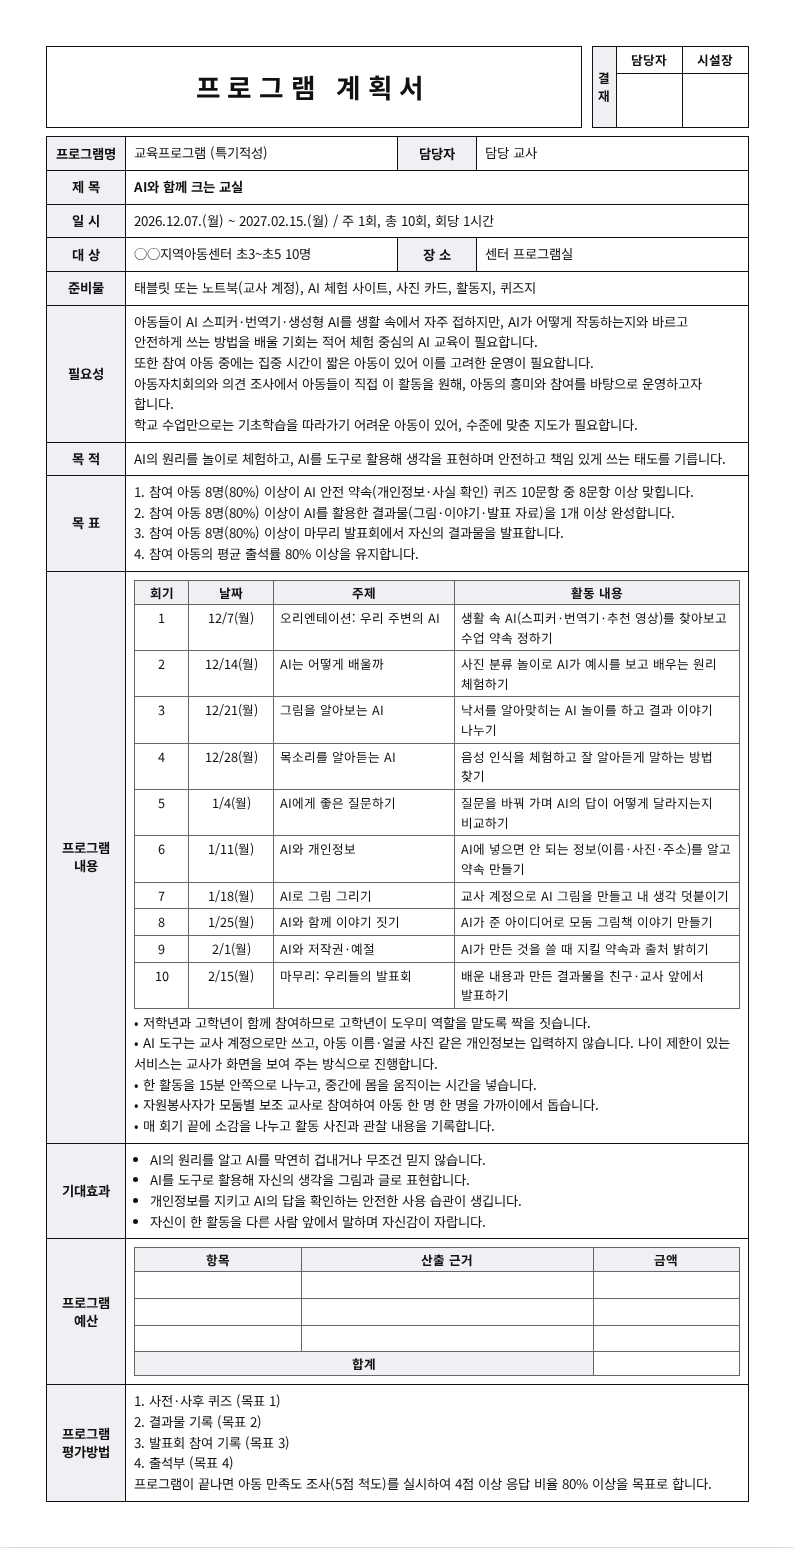 프로그램 계획서
결재
담당자 시설장
프로그램명 교육프로그램 (특기적성) 담당자 담당 교사
제 목 AI와 함께 크는 교실
일 시 2026.12.07.(월) ~ 2027.02.15.(월) / 주 1회, 총 10회, 회당 1시간
대 상 〇〇지역아동센터 초3~초5 10명 장 소 센터 프로그램실
준비물 태블릿 또는 노트북(교사 계정), AI 체험 사이트, 사진 카드, 활동지, 퀴즈지
필요성
아동들이 AI 스피커·번역기·생성형 AI를 생활 속에서 자주 접하지만, AI가 어떻게 작동하는지와 바르고
안전하게 쓰는 방법을 배울 기회는 적어 체험 중심의 AI 교육이 필요합니다.
또한 참여 아동 중에는 집중 시간이 짧은 아동이 있어 이를 고려한 운영이 필요합니다.
아동자치회의와 의견 조사에서 아동들이 직접 이 활동을 원해, 아동의 흥미와 참여를 바탕으로 운영하고자
합니다.
학교 수업만으로는 기초학습을 따라가기 어려운 아동이 있어, 수준에 맞춘 지도가 필요합니다.
목 적 AI의 원리를 놀이로 체험하고, AI를 도구로 활용해 생각을 표현하며 안전하고 책임 있게 쓰는 태도를 기릅니다.
목 표
1. 참여 아동 8명(80%) 이상이 AI 안전 약속(개인정보·사실 확인) 퀴즈 10문항 중 8문항 이상 맞힙니다.
2. 참여 아동 8명(80%) 이상이 AI를 활용한 결과물(그림·이야기·발표 자료)을 1개 이상 완성합니다.
3. 참여 아동 8명(80%) 이상이 마무리 발표회에서 자신의 결과물을 발표합니다.
4. 참여 아동의 평균 출석률 80% 이상을 유지합니다.
프로그램
내용
회기 날짜 주제 활동 내용
1 12/7(월) 오리엔테이션: 우리 주변의 AI 생활 속 AI(스피커·번역기·추천 영상)를 찾아보고
수업 약속 정하기
2 12/14(월) AI는 어떻게 배울까 사진 분류 놀이로 AI가 예시를 보고 배우는 원리
체험하기
3 12/21(월) 그림을 알아보는 AI 낙서를 알아맞히는 AI 놀이를 하고 결과 이야기
나누기
4 12/28(월) 목소리를 알아듣는 AI 음성 인식을 체험하고 잘 알아듣게 말하는 방법
찾기
5 1/4(월) AI에게 좋은 질문하기 질문을 바꿔 가며 AI의 답이 어떻게 달라지는지
비교하기
6 1/11(월) AI와 개인정보 AI에 넣으면 안 되는 정보(이름·사진·주소)를 알고
약속 만들기
7 1/18(월) AI로 그림 그리기 교사 계정으로 AI 그림을 만들고 내 생각 덧붙이기
8 1/25(월) AI와 함께 이야기 짓기 AI가 준 아이디어로 모둠 그림책 이야기 만들기
9 2/1(월) AI와 저작권·예절 AI가 만든 것을 쓸 때 지킬 약속과 출처 밝히기
10 2/15(월) 마무리: 우리들의 발표회 배운 내용과 만든 결과물을 친구·교사 앞에서
발표하기
• 저학년과 고학년이 함께 참여하므로 고학년이 도우미 역할을 맡도록 짝을 짓습니다.
• AI 도구는 교사 계정으로만 쓰고, 아동 이름·얼굴 사진 같은 개인정보는 입력하지 않습니다. 나이 제한이 있는
서비스는 교사가 화면을 보여 주는 방식으로 진행합니다.
• 한 활동을 15분 안쪽으로 나누고, 중간에 몸을 움직이는 시간을 넣습니다.
• 자원봉사자가 모둠별 보조 교사로 참여하여 아동 한 명 한 명을 가까이에서 돕습니다.
• 매 회기 끝에 소감을 나누고 활동 사진과 관찰 내용을 기록합니다.
기대효과
• AI의 원리를 알고 AI를 막연히 겁내거나 무조건 믿지 않습니다.
• AI를 도구로 활용해 자신의 생각을 그림과 글로 표현합니다.
• 개인정보를 지키고 AI의 답을 확인하는 안전한 사용 습관이 생깁니다.
• 자신이 한 활동을 다른 사람 앞에서 말하며 자신감이 자랍니다.
프로그램
예산
항목 산출 근거 금액
합계
프로그램
평가방법
1. 사전·사후 퀴즈 (목표 1)
2. 결과물 기록 (목표 2)
3. 발표회 참여 기록 (목표 3)
4. 출석부 (목표 4)
프로그램이 끝나면 아동 만족도 조사(5점 척도)를 실시하여 4점 이상 응답 비율 80% 이상을 목표로 합니다.